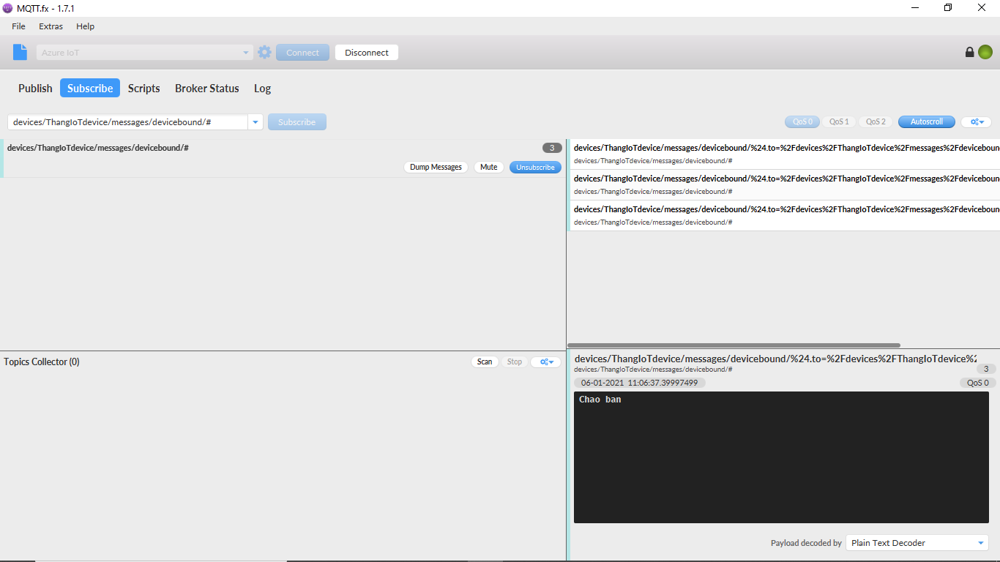 MQTT.fx - 1.7.1
File Extras Help
Azure IoT Connect Disconnect
Publish Subscribe Scripts Broker Status Log
devices/ThangIoTdevice/messages/devicebound/# Subscribe QoS 0 QoS 1 QoS 2 Autoscroll
devices/ThangIoTdevice/messages/devicebound/# 3
Dump Messages Mute Unsubscribe
devices/ThangIoTdevice/messages/devicebound/%24.to=%2Fdevices%2FThangIoTdevice%2Fmessages%2Fdeviceboun
devices/ThangIoTdevice/messages/devicebound/#
devices/ThangIoTdevice/messages/devicebound/%24.to=%2Fdevices%2FThangIoTdevice%2Fmessages%2Fdeviceboun
devices/ThangIoTdevice/messages/devicebound/#
devices/ThangIoTdevice/messages/devicebound/%24.to=%2Fdevices%2FThangIoTdevice%2Fmessages%2Fdeviceboun
devices/ThangIoTdevice/messages/devicebound/#
Topics Collector (0) Scan Stop
devices/ThangIoTdevice/messages/devicebound/%24.to=%2Fdevices%2FThangIoTdevice%2
devices/ThangIoTdevice/messages/devicebound/# 3
06-01-2021 11:06:37.39997499 QoS 0
Chao ban
Payload decoded by Plain Text Decoder